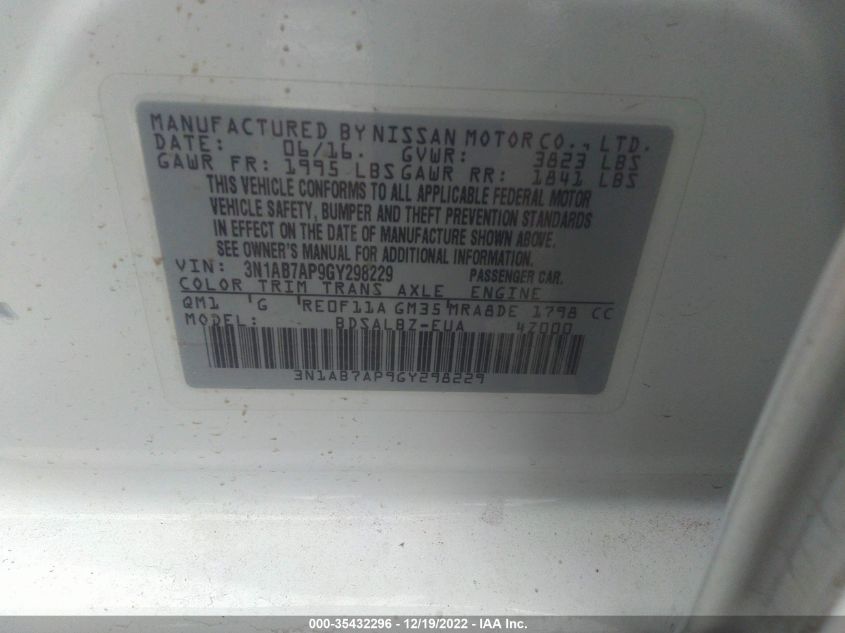 MANUFACTURED BY NISSAN MOTOR CO., LTD.
DATE: 06/16. GVWR: 3823 LBS
GAWR FR: 1995 LBS GAWR RR: 1841 LBS
THIS VEHICLE CONFORMS TO ALL APPLICABLE FEDERAL MOTOR
VEHICLE SAFETY, BUMPER AND THEFT PREVENTION STANDARDS
IN EFFECT ON THE DATE OF MANUFACTURE SHOWN ABOVE.
SEE OWNER'S MANUAL FOR ADDITIONAL INFORMATION.
VIN: 3N1AB7AP9GY298229 PASSENGER CAR.
COLOR TRIM TRANS AXLE ENGINE
QM1 G RE0F11A GM35 MRA8DE 1798 CC
MODEL: BDSALBZ-EUA 47000
3N1AB7AP9GY298229
000-35432296 - 12/19/2022 - IAA Inc.